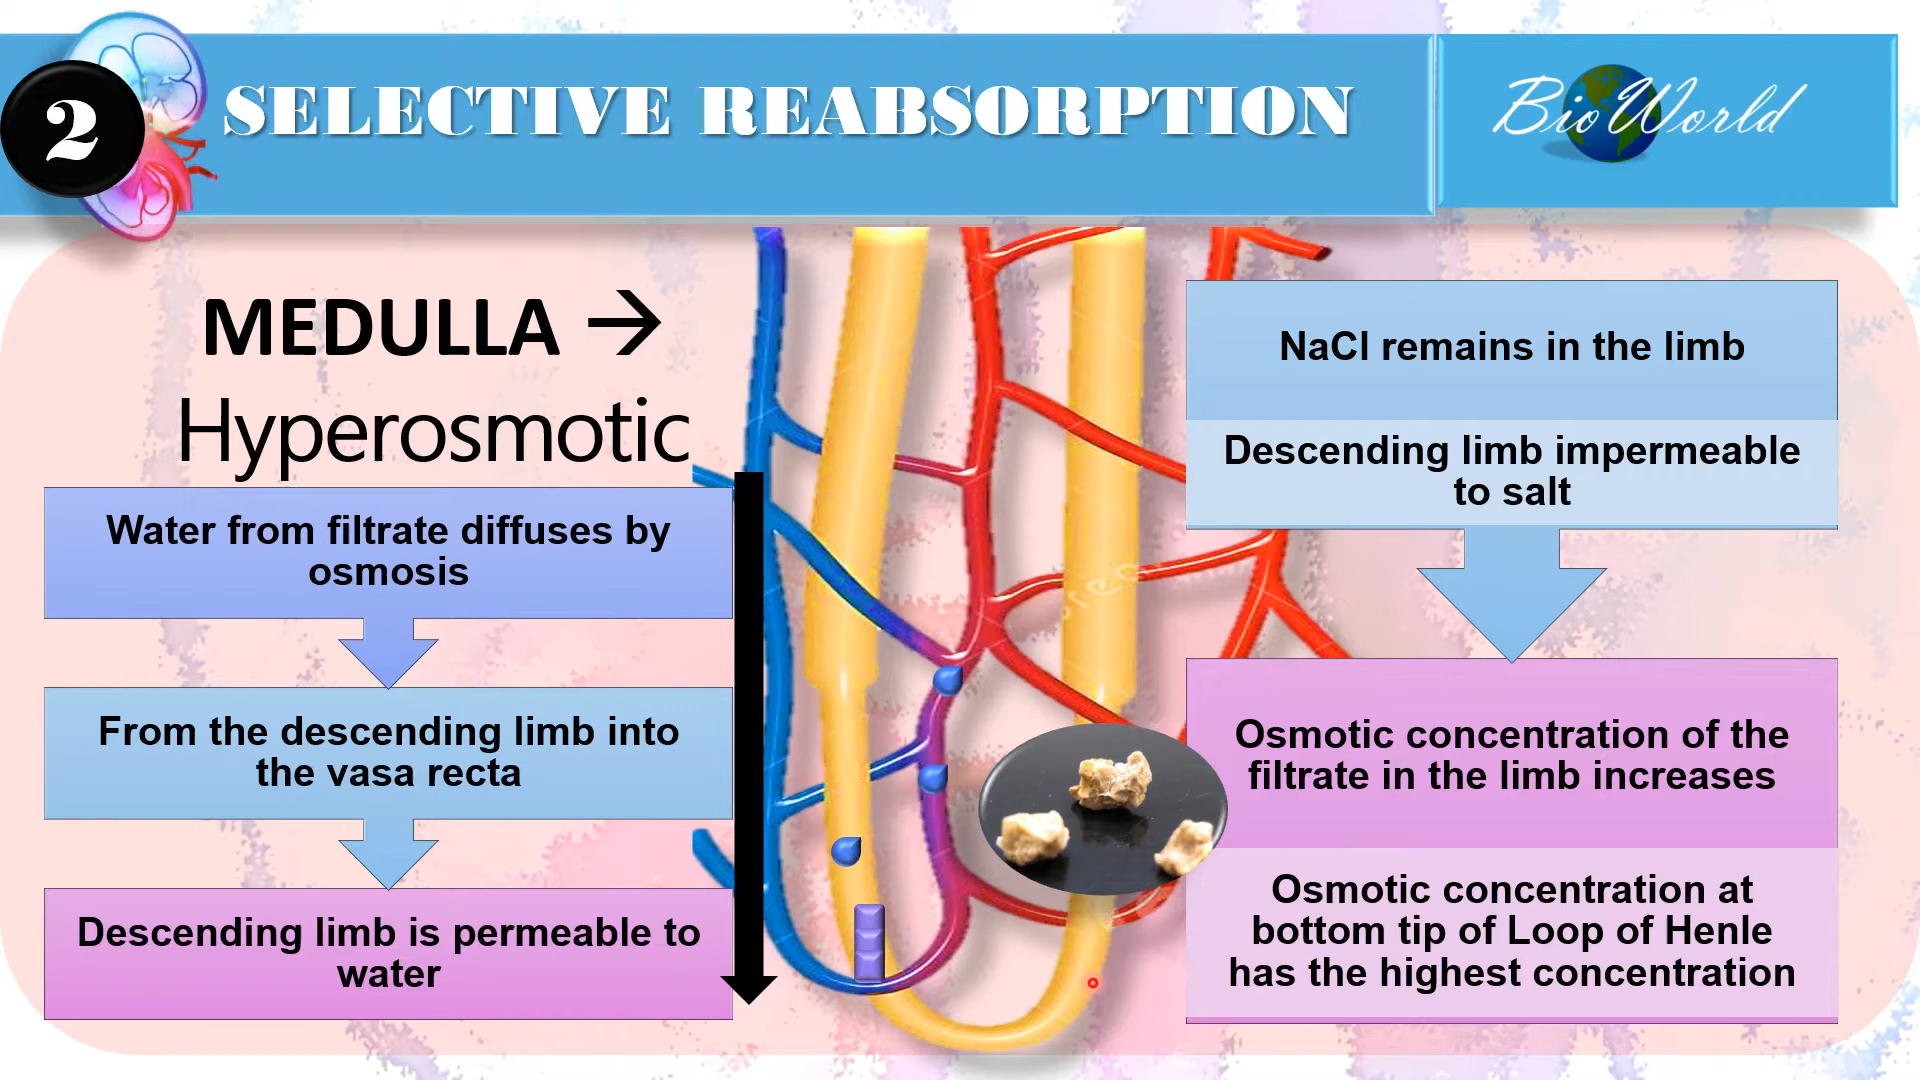 2
SELECTIVE REABSORPTION
BioWorld
MEDULLA →
Hyperosmotic
Water from filtrate diffuses by
osmosis
From the descending limb into
the vasa recta
Descending limb is permeable to
water
NaCl remains in the limb
Descending limb impermeable
to salt
Osmotic concentration of the
filtrate in the limb increases
Osmotic concentration at
bottom tip of Loop of Henle
has the highest concentration